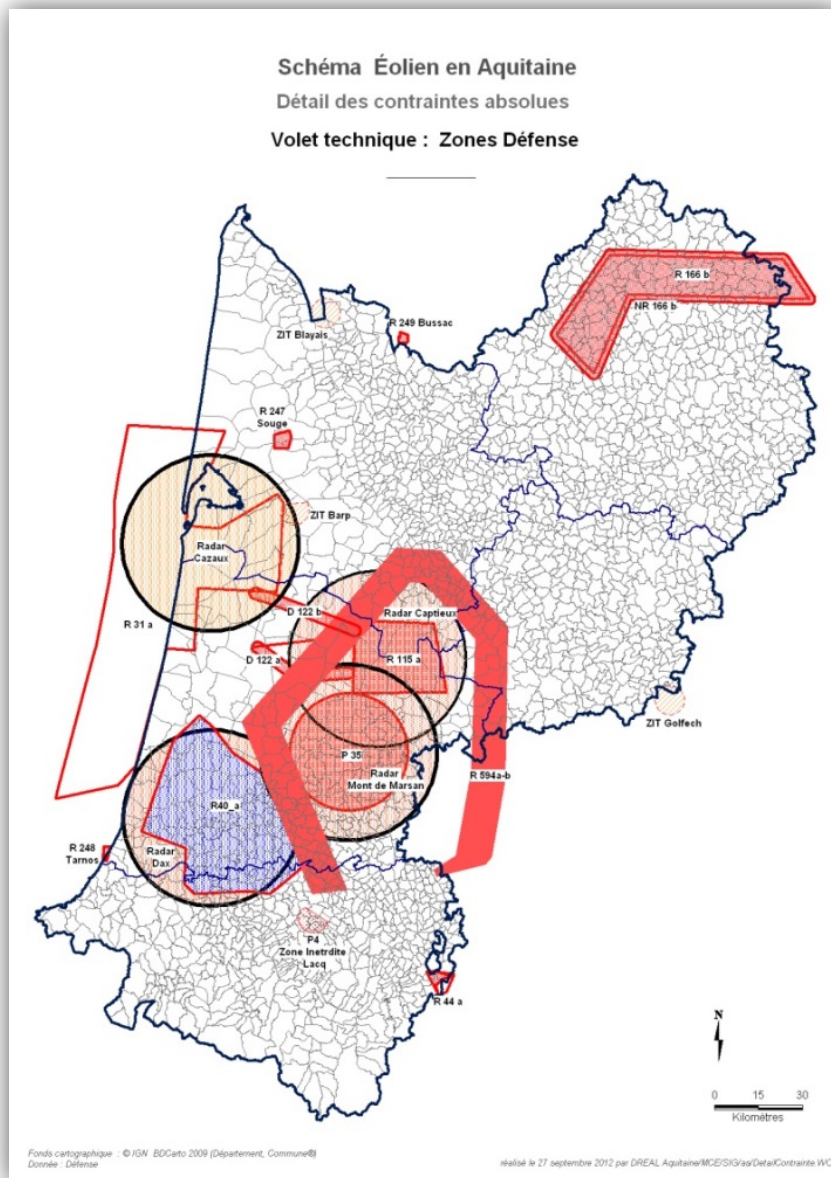 Schéma Éolien en Aquitaine
Détail des contraintes absolues
Volet technique : Zones Défense
R 166 b
NR 166 b
R 249 Bussac
ZIT Blayais
R 247
Souge
ZIT Barp
Radar
Cazaux
D 122 b
Radar Captieux
R 31 a
D 122 a
R 115 a
ZIT Golfech
P 35
Radar
Mont de Marsan
R 594a-b
R40_a
R 248
Tarnos
Radar
Dax
P4
Zone Inetrdite
Lacq
R 44 a
N
0 15 30
Kilométres
Fonds cartographique : © IGN BDCarto 2009 (Département, Commune®)
Donnée : Défense
réalisé le 27 septembre 2012 par DREAL Aquitaine/MCE/SIG/as/DetailContrainte.WO